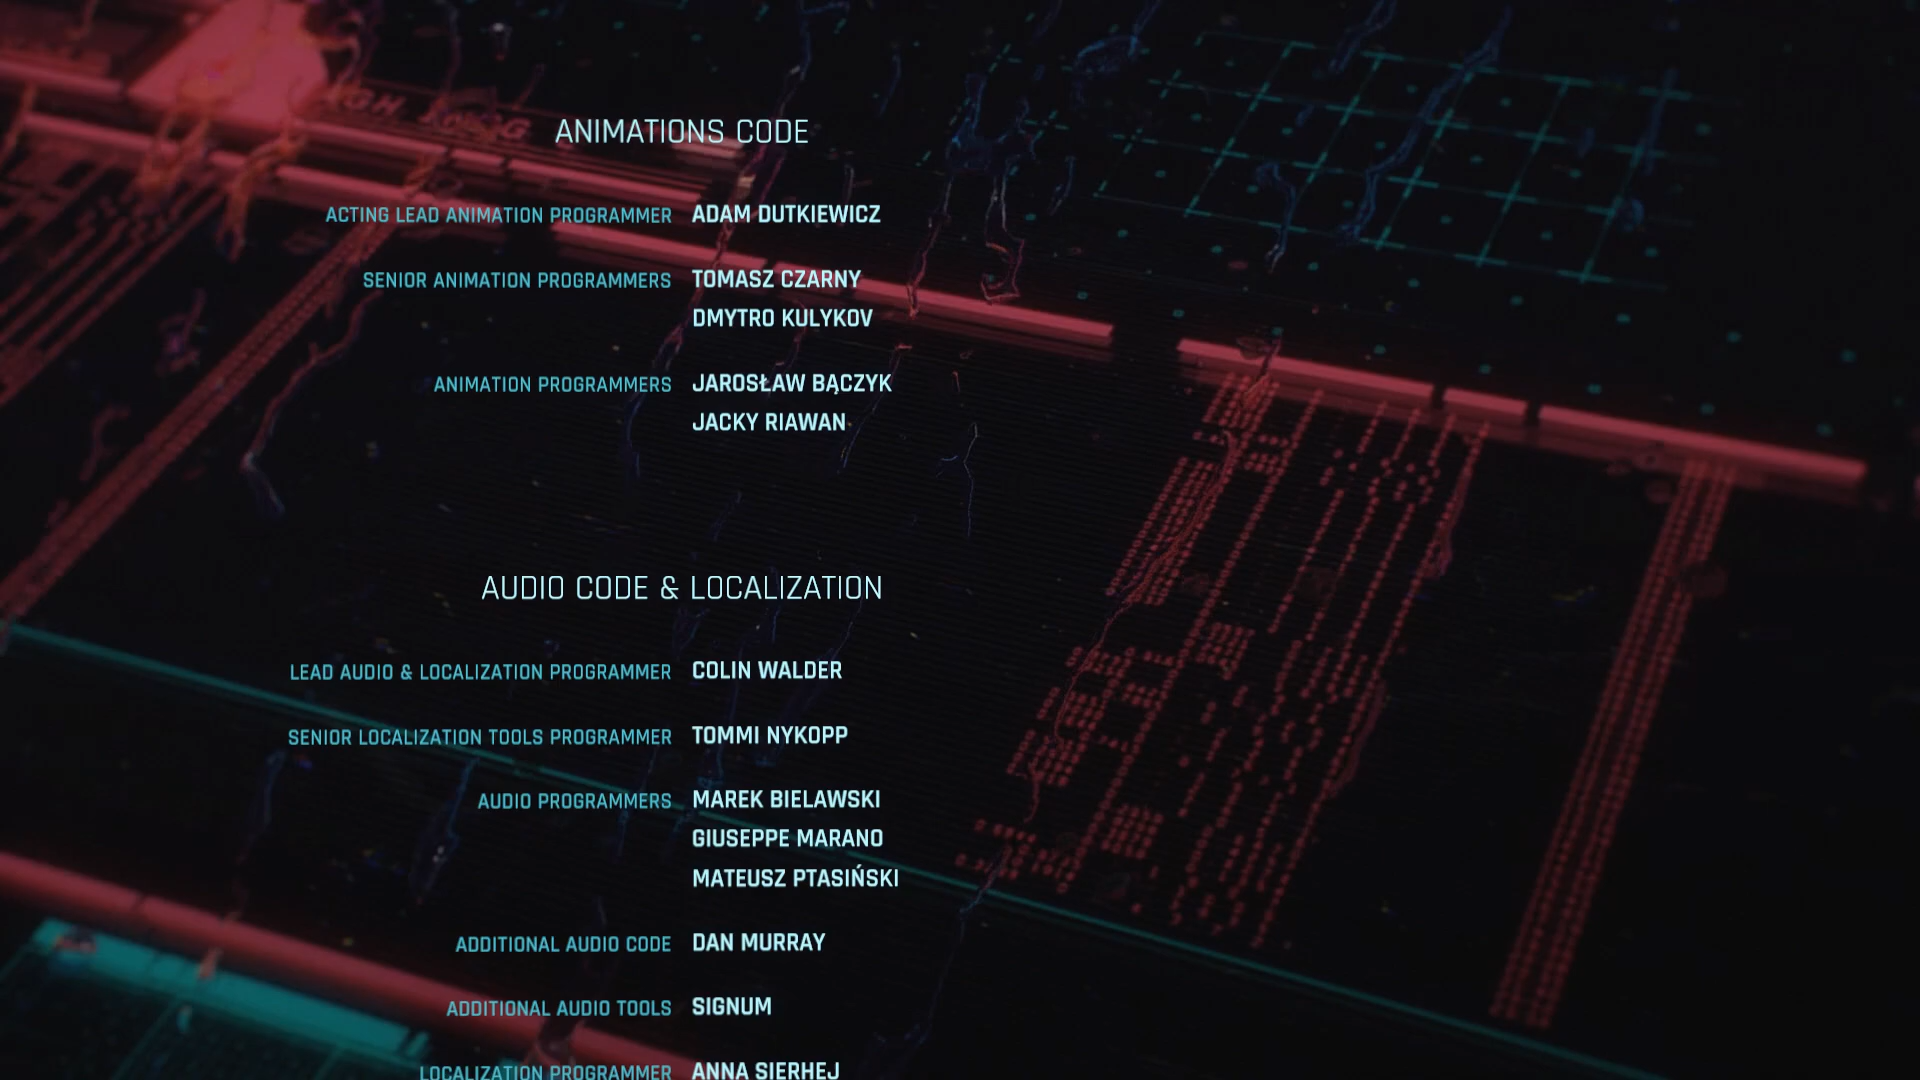 ANIMATIONS CODE
ACTING LEAD ANIMATION PROGRAMMER ADAM DUTKIEWICZ
SENIOR ANIMATION PROGRAMMERS TOMASZ CZARNY
DMYTRO KULYKOV
ANIMATION PROGRAMMERS JAROSŁAW BĄCZYK
JACKY RIAWAN
AUDIO CODE & LOCALIZATION
LEAD AUDIO & LOCALIZATION PROGRAMMER COLIN WALDER
SENIOR LOCALIZATION TOOLS PROGRAMMER TOMMI NYKOPP
AUDIO PROGRAMMERS MAREK BIELAWSKI
GIUSEPPE MARANO
MATEUSZ PTASIŃSKI
ADDITIONAL AUDIO CODE DAN MURRAY
ADDITIONAL AUDIO TOOLS SIGNUM
LOCALIZATION PROGRAMMER ANNA SIERHEJ